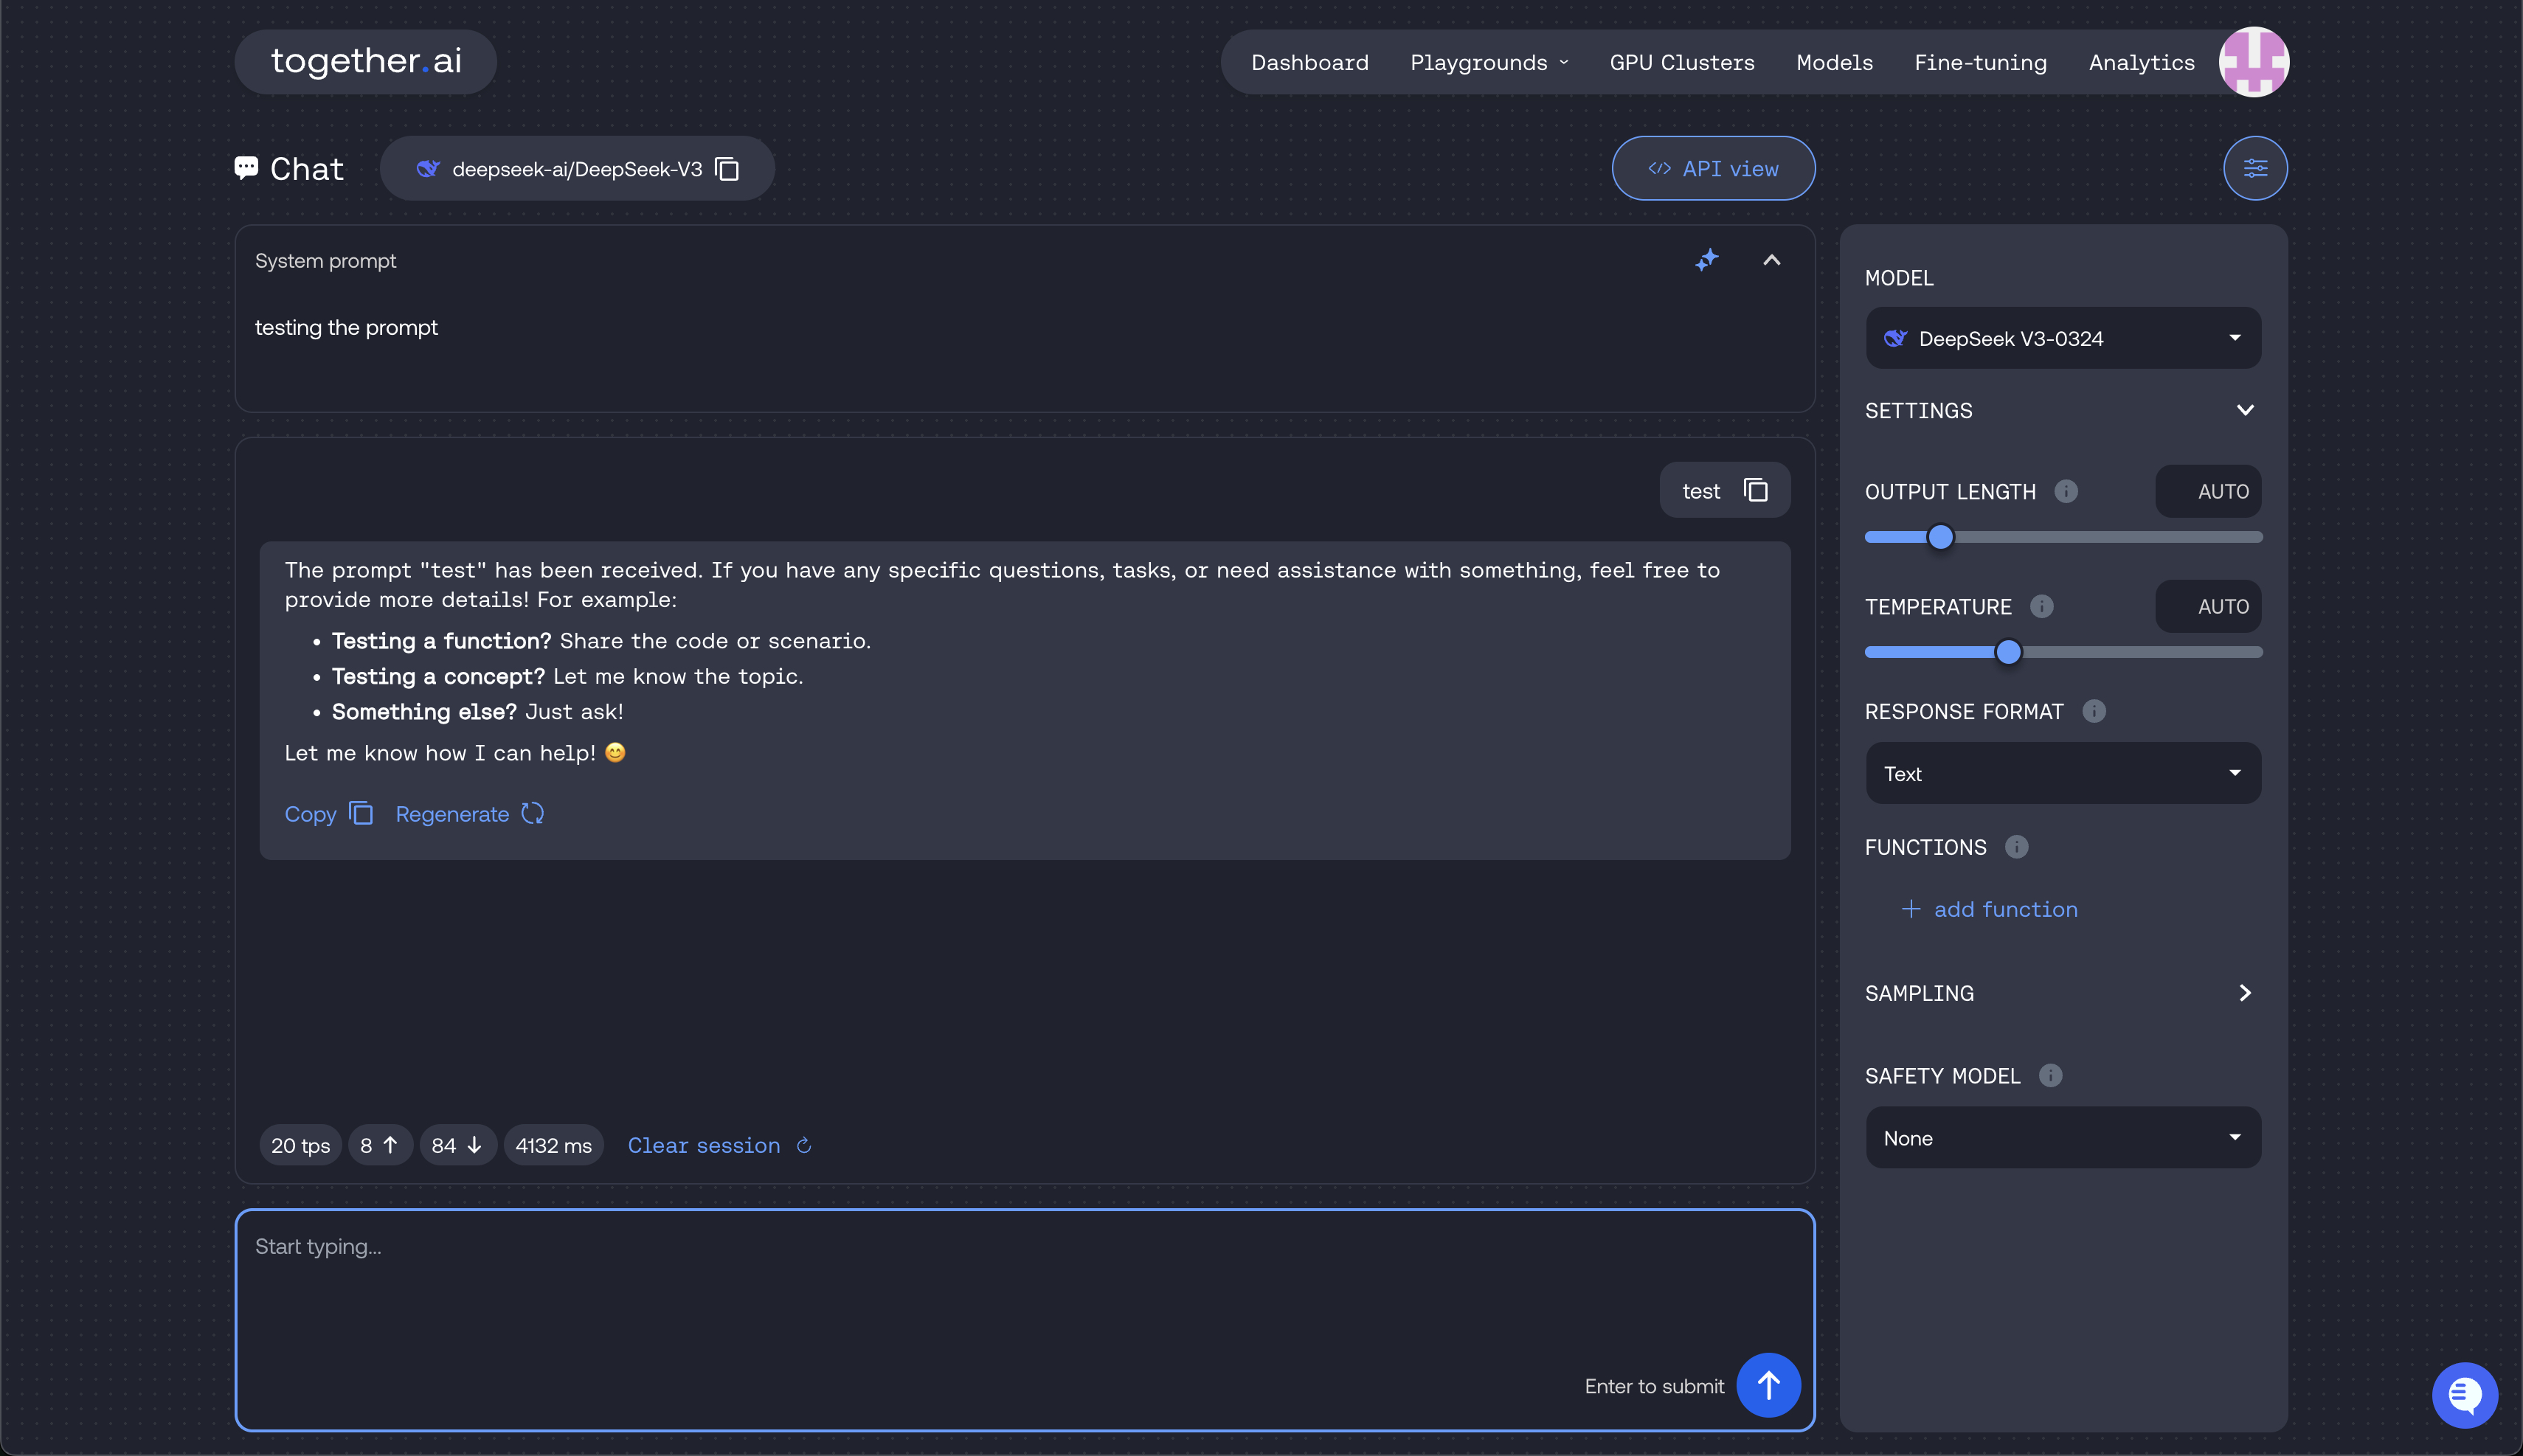 together.ai
Dashboard Playgrounds GPU Clusters Models Fine-tuning Analytics
Chat deepseek-ai/DeepSeek-V3 API view
System prompt
testing the prompt
test
The prompt "test" has been received. If you have any specific questions, tasks, or need assistance with something, feel free to
provide more details! For example:
• Testing a function? Share the code or scenario.
• Testing a concept? Let me know the topic.
• Something else? Just ask!
Let me know how I can help! 😊
Copy Regenerate
20 tps 8 ↑ 84 ↓ 4132 ms Clear session
Start typing...
Enter to submit
MODEL
DeepSeek V3-0324
SETTINGS
OUTPUT LENGTH AUTO
TEMPERATURE AUTO
RESPONSE FORMAT
Text
FUNCTIONS
+ add function
SAMPLING
SAFETY MODEL
None